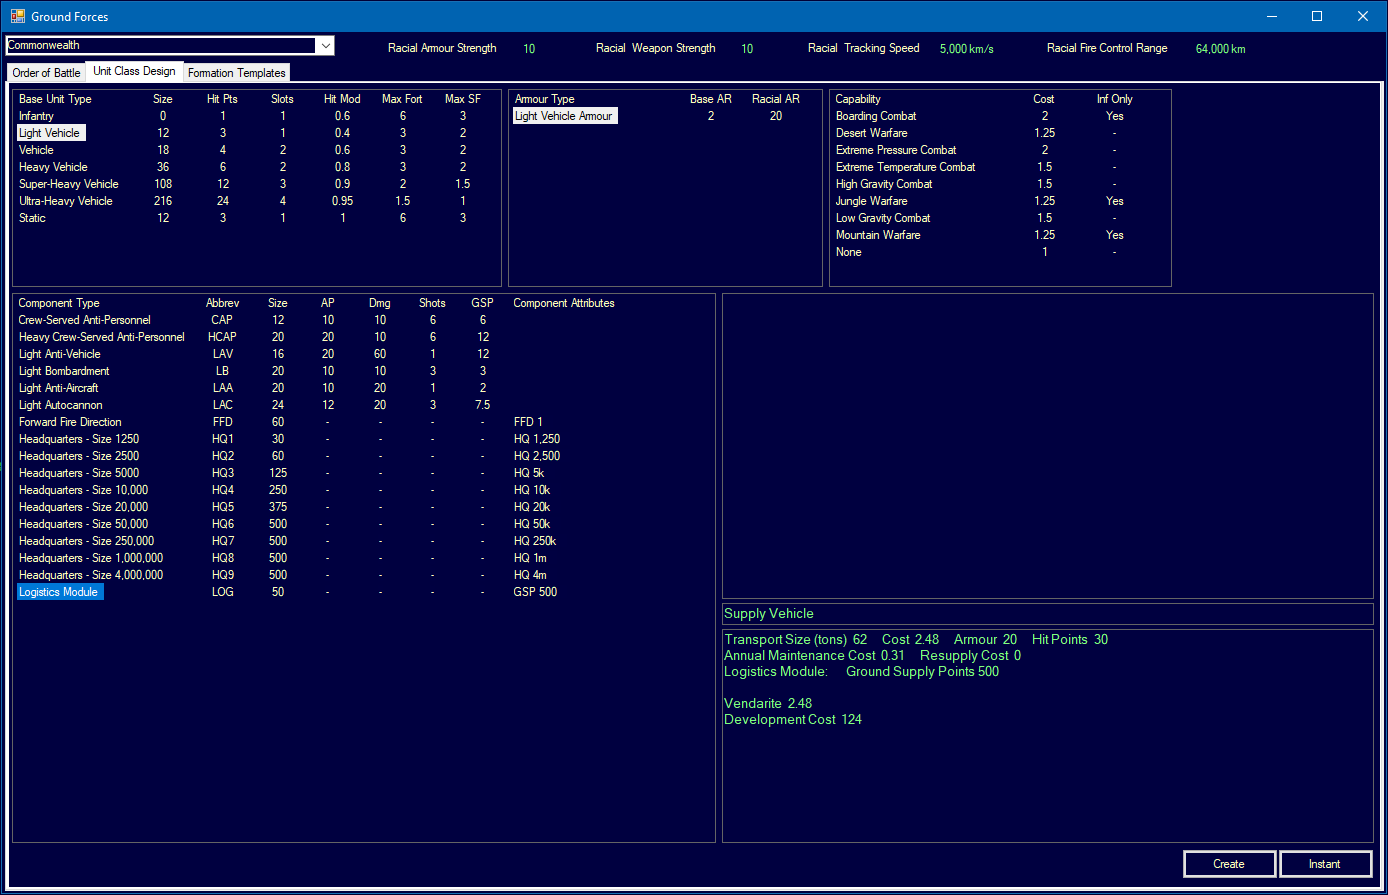 Ground Forces
Commonwealth Racial Armour Strength 10 Racial Weapon Strength 10 Racial Tracking Speed 5,000 km/s Racial Fire Control Range 64,000 km
Order of Battle Unit Class Design Formation Templates
Base Unit Type Size Hit Pts Slots Hit Mod Max Fort Max SF
Infantry 0 1 1 0.6 6 3
Light Vehicle 12 3 1 0.4 3 2
Vehicle 18 4 2 0.6 3 2
Heavy Vehicle 36 6 2 0.8 3 2
Super-Heavy Vehicle 108 12 3 0.9 2 1.5
Ultra-Heavy Vehicle 216 24 4 0.95 1.5 1
Static 12 3 1 1 6 3
Armour Type Base AR Racial AR
Light Vehicle Armour 2 20
Capability Cost Inf Only
Boarding Combat 2 Yes
Desert Warfare 1.25 -
Extreme Pressure Combat 2 -
Extreme Temperature Combat 1.5 -
High Gravity Combat 1.5 -
Jungle Warfare 1.25 Yes
Low Gravity Combat 1.5 -
Mountain Warfare 1.25 Yes
None 1 -
Component Type Abbrev Size AP Dmg Shots GSP Component Attributes
Crew-Served Anti-Personnel CAP 12 10 10 6 6
Heavy Crew-Served Anti-Personnel HCAP 20 20 10 6 12
Light Anti-Vehicle LAV 16 20 60 1 12
Light Bombardment LB 20 10 10 3 3
Light Anti-Aircraft LAA 20 10 20 1 2
Light Autocannon LAC 24 12 20 3 7.5
Forward Fire Direction FFD 60 - - - - FFD 1
Headquarters - Size 1250 HQ1 30 - - - - HQ 1,250
Headquarters - Size 2500 HQ2 60 - - - - HQ 2,500
Headquarters - Size 5000 HQ3 125 - - - - HQ 5k
Headquarters - Size 10,000 HQ4 250 - - - - HQ 10k
Headquarters - Size 20,000 HQ5 375 - - - - HQ 20k
Headquarters - Size 50,000 HQ6 500 - - - - HQ 50k
Headquarters - Size 250,000 HQ7 500 - - - - HQ 250k
Headquarters - Size 1,000,000 HQ8 500 - - - - HQ 1m
Headquarters - Size 4,000,000 HQ9 500 - - - - HQ 4m
Logistics Module LOG 50 - - - - GSP 500
Supply Vehicle
Transport Size (tons) 62 Cost 2.48 Armour 20 Hit Points 30
Annual Maintenance Cost 0.31 Resupply Cost 0
Logistics Module: Ground Supply Points 500
Vendarite 2.48
Development Cost 124
Create Instant